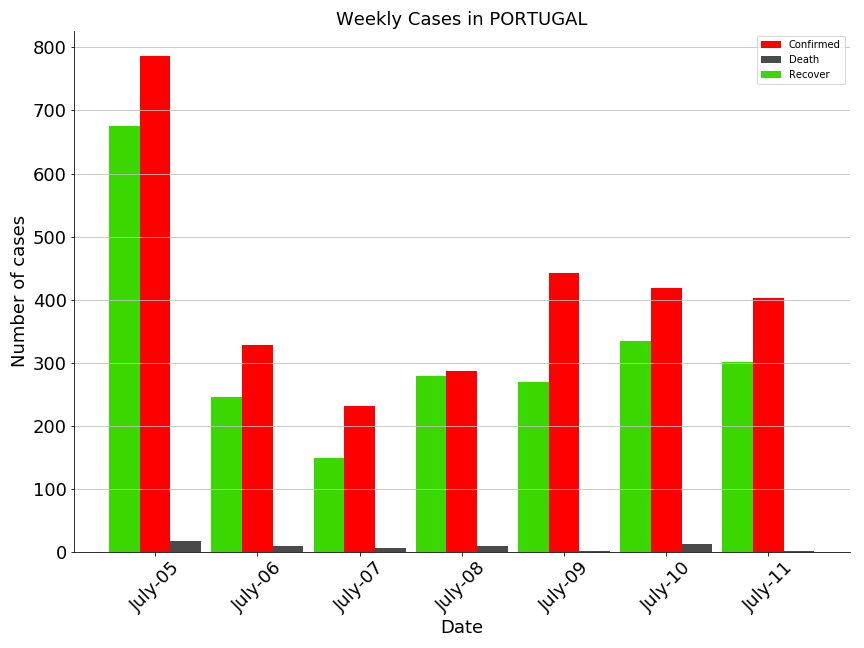 Weekly Cases in PORTUGAL
Confirmed
Death
Recover
Number of cases
800
700
600
500
400
300
200
100
0
July-05
July-06
July-07
July-08
July-09
July-10
July-11
Date